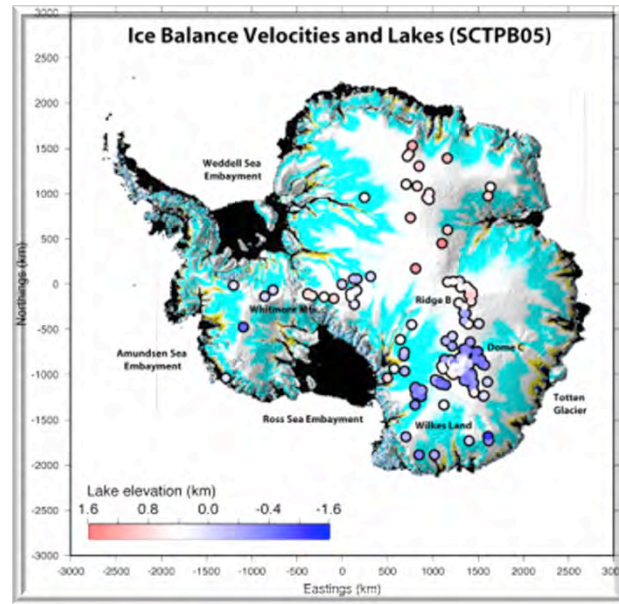 Ice Balance Velocities and Lakes (SCTPB05)
3000
2500
2000
1500
1000
500
0
-500
-1000
-1500
-2000
-2500
-3000
Northings (km)
Weddell Sea
Embayment
Whitmore Mts.
Ridge B
Dome C
Amundsen Sea
Embayment
Ross Sea Embayment
Totten
Glacier
Wilkes Land
Lake elevation (km)
1.6 0.8 0.0 -0.4 -1.6
-3000 -2500 -2000 -1500 -1000 -500 0 500 1000 1500 2000 2500 3000
Eastings (km)